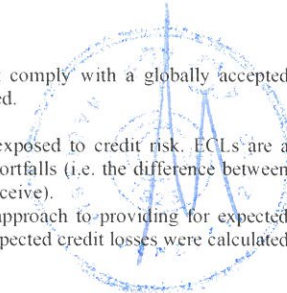 comply with a globally accepted
ed.
exposed to credit risk. ECLs are a
ortfalls (i.e. the difference between
ceive).
approach to providing for expected
pected credit losses were calculated